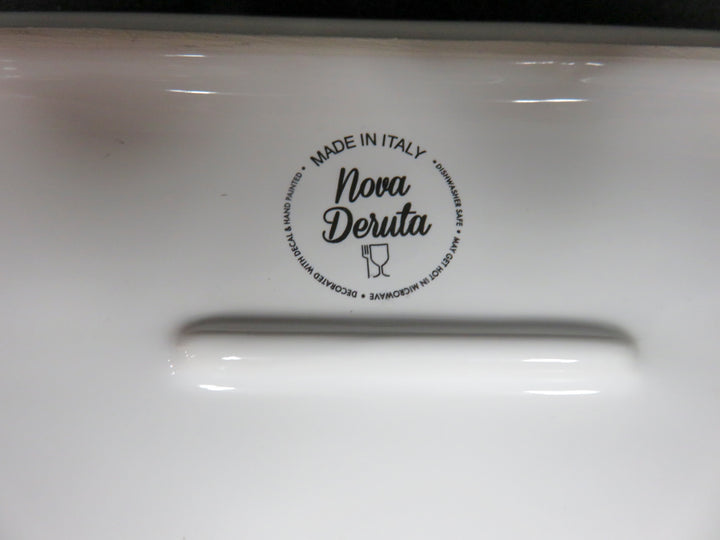 MADE IN ITALY
Nova
Deruta
• DISHWASHER SAFE • MAY GET HOT IN MICROWAVE • DECORATED WITH DECAL & HAND PAINTED •